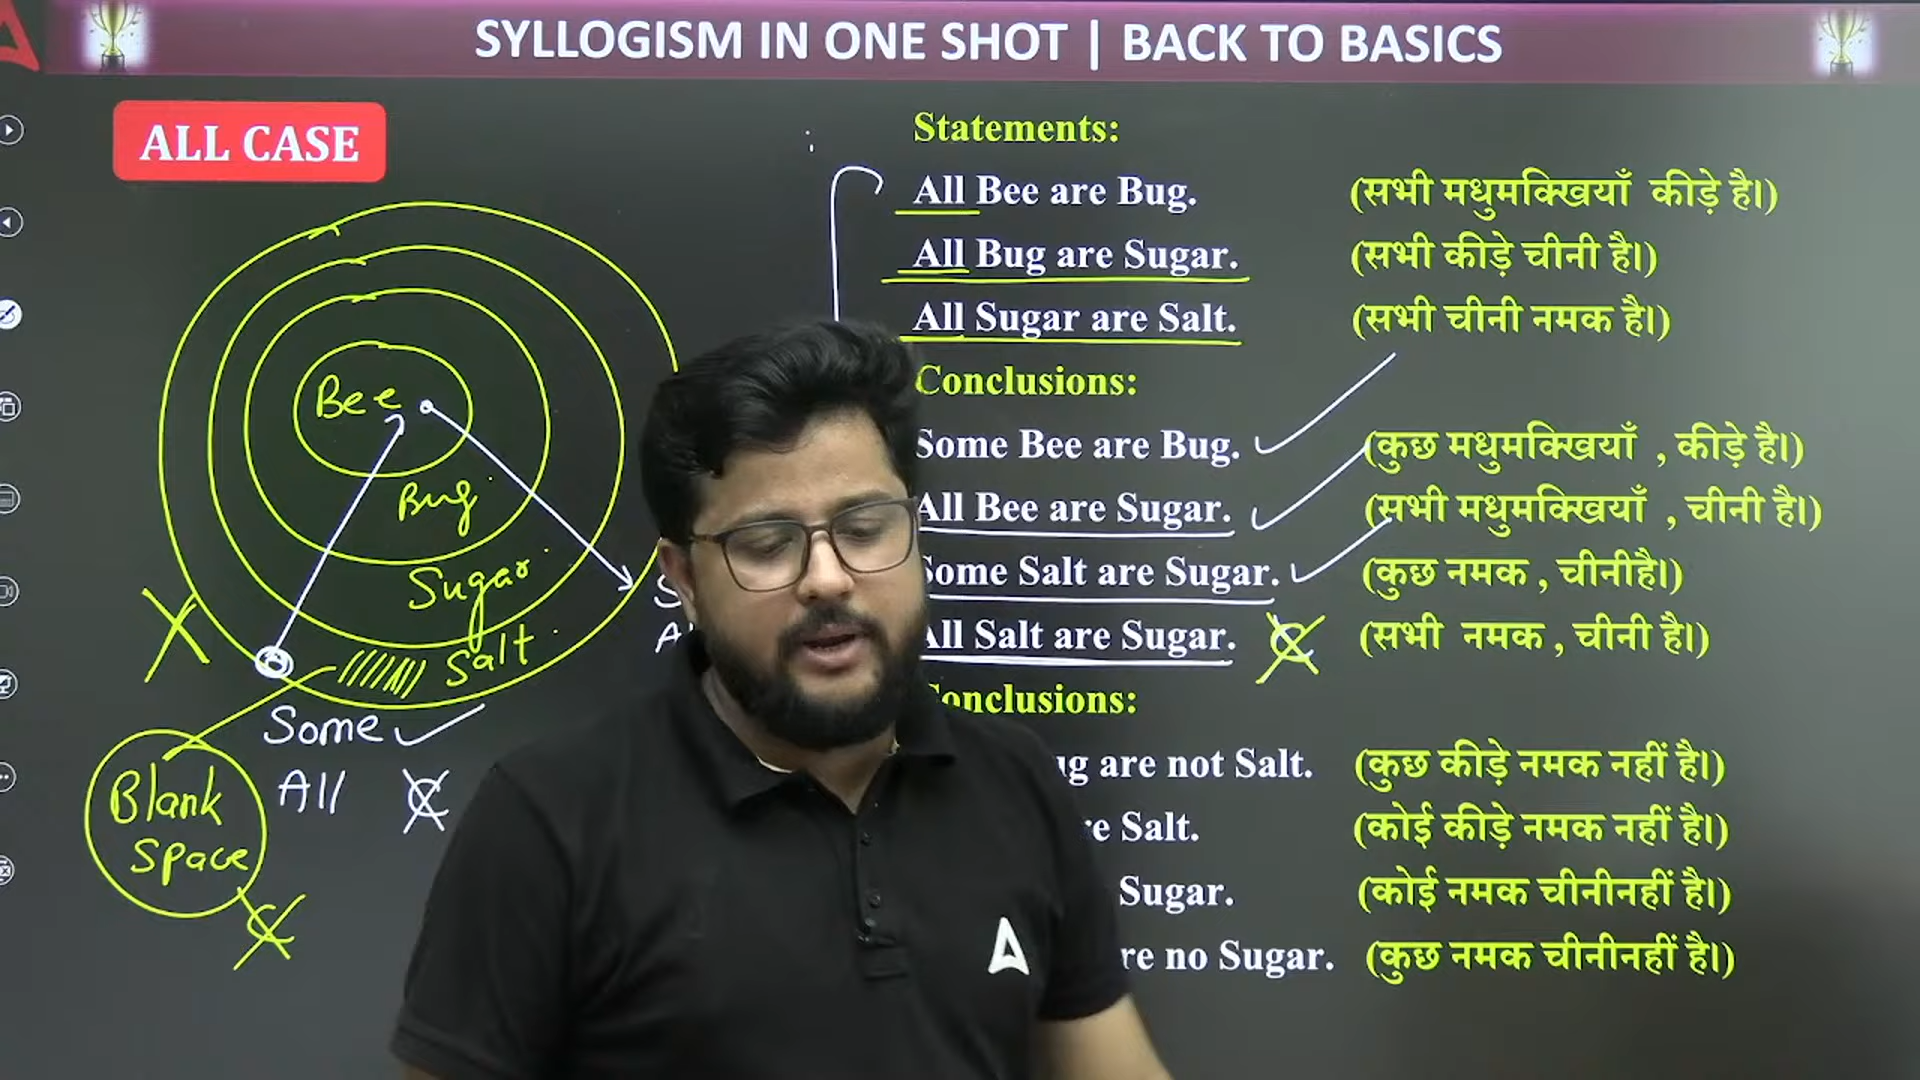 SYLLOGISM IN ONE SHOT | BACK TO BASICS
ALL CASE
Statements:
All Bee are Bug. (सभी मधुमक्खियाँ कीड़े है।)
All Bug are Sugar. (सभी कीड़े चीनी है।)
All Sugar are Salt. (सभी चीनी नमक है।)
Conclusions:
Some Bee are Bug. (कुछ मधुमक्खियाँ , कीड़े है।)
All Bee are Sugar. (सभी मधुमक्खियाँ , चीनी है।)
Some Salt are Sugar. (कुछ नमक , चीनीहै।)
All Salt are Sugar. (सभी नमक , चीनी है।)
Conclusions:
are not Salt. (कुछ कीड़े नमक नहीं है।)
Salt. (कोई कीड़े नमक नहीं है।)
Sugar. (कोई नमक चीनीनहीं है।)
no Sugar. (कुछ नमक चीनीनहीं है।)
Bee
Bug
Sugar
Salt
Some
All
Blank
Space